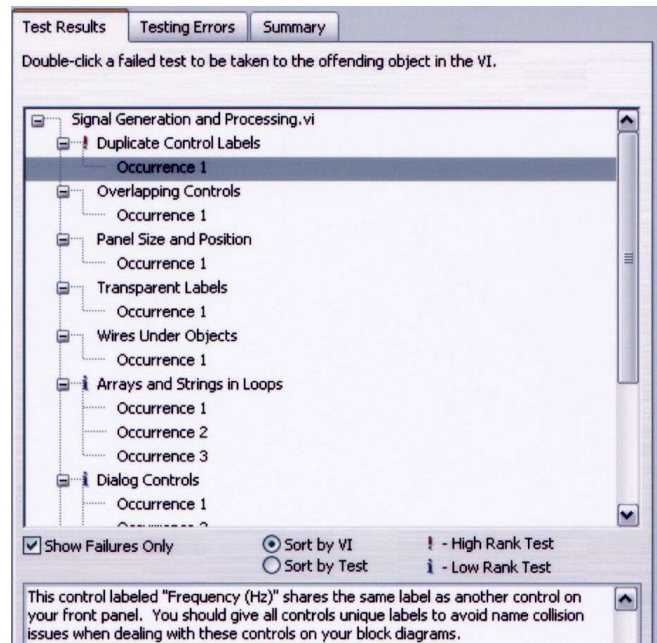 Test Results Testing Errors Summary
Double-click a failed test to be taken to the offending object in the VI.
Signal Generation and Processing.vi
! Duplicate Control Labels
Occurrence 1
Overlapping Controls
Occurrence 1
Panel Size and Position
Occurrence 1
Transparent Labels
Occurrence 1
Wires Under Objects
Occurrence 1
i Arrays and Strings in Loops
Occurrence 1
Occurrence 2
Occurrence 3
i Dialog Controls
Occurrence 1
Show Failures Only Sort by VI ! - High Rank Test
Sort by Test i - Low Rank Test
This control labeled "Frequency (Hz)" shares the same label as another control on
your front panel. You should give all controls unique labels to avoid name collision
issues when dealing with these controls on your block diagrams.